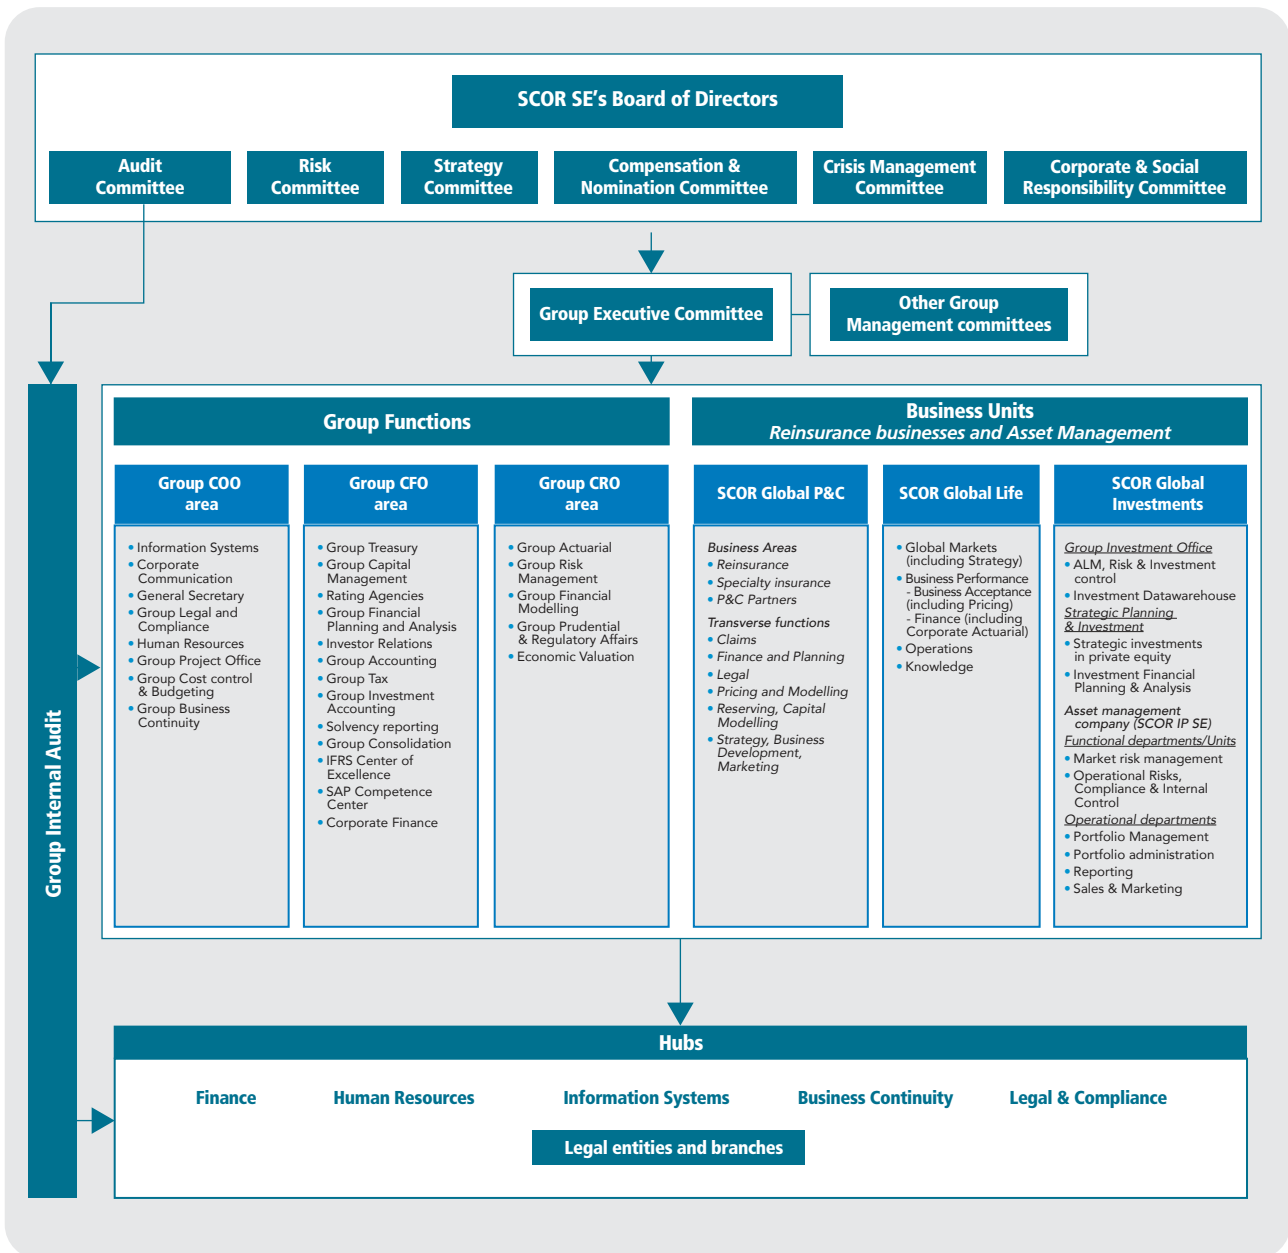 SCOR SE's Board of Directors
Audit
Committee
Risk
Committee
Strategy
Committee
Compensation &
Nomination Committee
Crisis Management
Committee
Corporate & Social
Responsibility Committee
Group Executive Committee
Other Group
Management committees
Group Internal Audit
Group Functions
Business Units
Reinsurance businesses and Asset Management
Group COO
area
• Information Systems
• Corporate
Communication
• General Secretary
• Group Legal and
Compliance
• Human Resources
• Group Project Office
• Group Cost control
& Budgeting
• Group Business
Continuity
Group CFO
area
• Group Treasury
• Group Capital
Management
• Rating Agencies
• Group Financial
Planning and Analysis
• Investor Relations
• Group Accounting
• Group Tax
• Group Investment
Accounting
• Solvency reporting
• Group Consolidation
• IFRS Center of
Excellence
• SAP Competence
Center
• Corporate Finance
Group CRO
area
• Group Actuarial
• Group Risk
Management
• Group Financial
Modelling
• Group Prudential
& Regulatory Affairs
• Economic Valuation
SCOR Global P&C
Business Areas
• Reinsurance
• Specialty insurance
• P&C Partners
Transverse functions
• Claims
• Finance and Planning
• Legal
• Pricing and Modelling
• Reserving, Capital
Modelling
• Strategy, Business
Development,
Marketing
SCOR Global Life
• Global Markets
(including Strategy)
• Business Performance
- Business Acceptance
(including Pricing)
- Finance (including
Corporate Actuarial)
• Operations
• Knowledge
SCOR Global
Investments
Group Investment Office
• ALM, Risk & Investment
control
• Investment Datawarehouse
Strategic Planning
& Investment
• Strategic investments
in private equity
• Investment Financial
Planning & Analysis
Asset management
company (SCOR IP SE)
Functional departments/Units
• Market risk management
• Operational Risks,
Compliance & Internal
Control
Operational departments
• Portfolio Management
• Portfolio administration
• Reporting
• Sales & Marketing
Hubs
Finance
Human Resources
Information Systems
Business Continuity
Legal & Compliance
Legal entities and branches